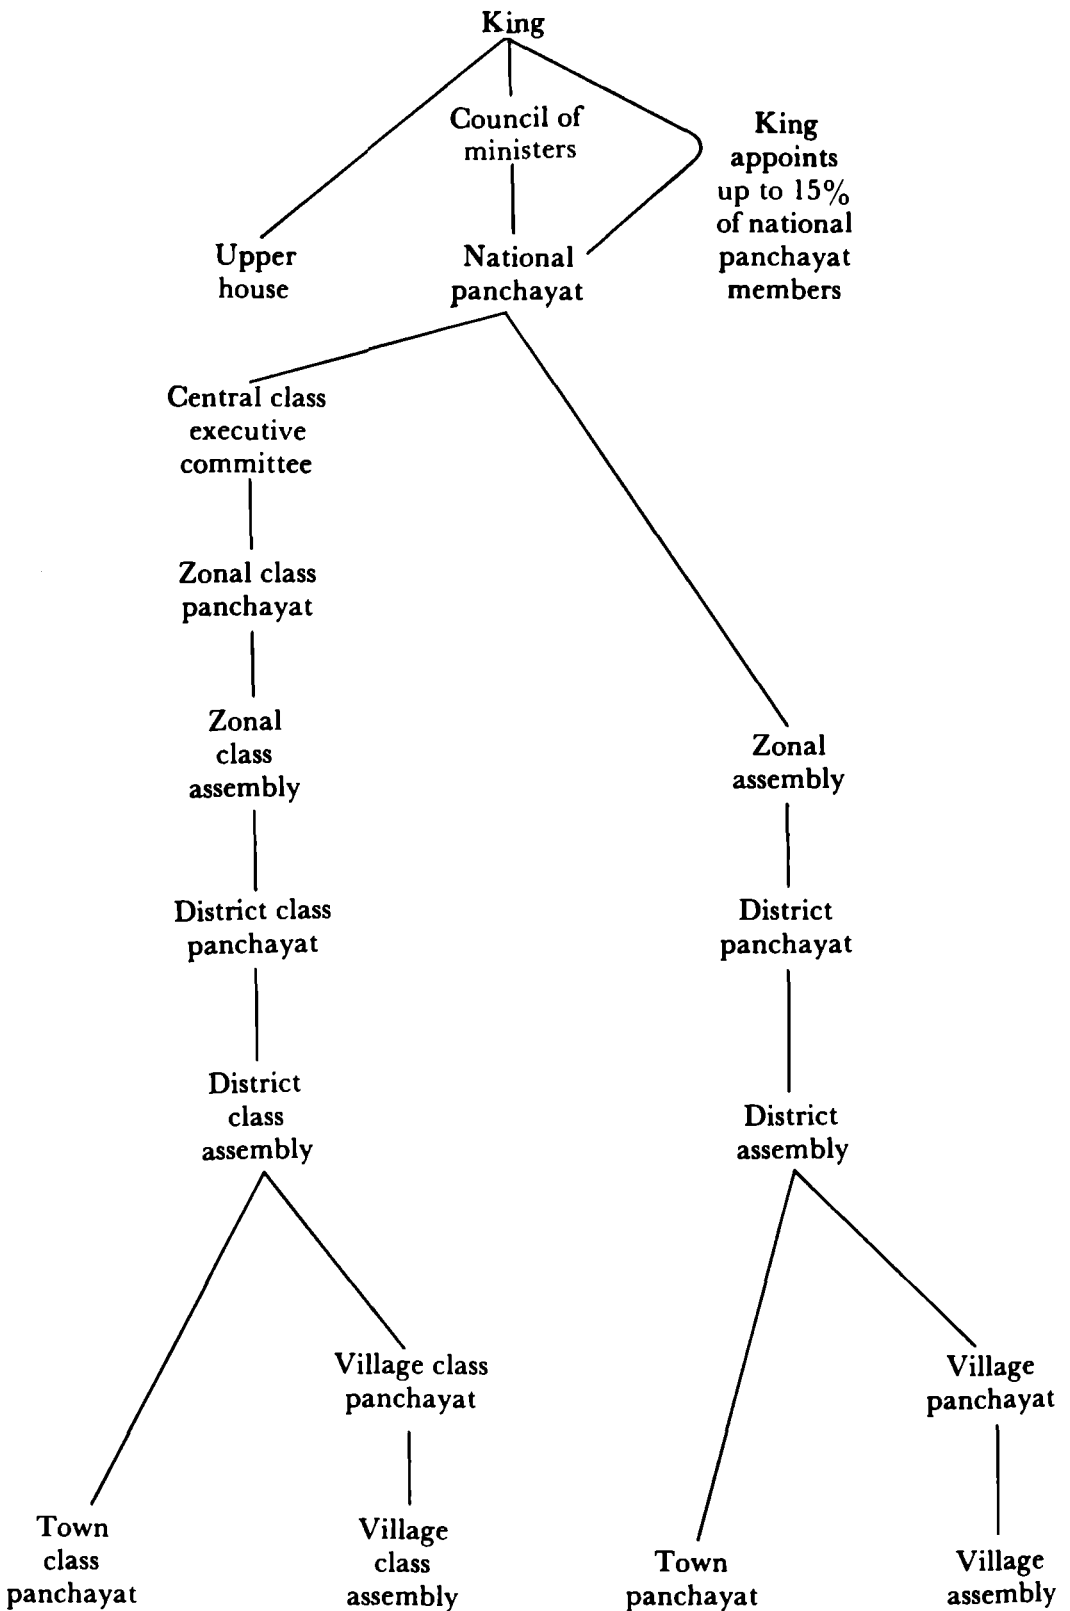 King
Council of
ministers
King
appoints
up to 15%
of national
panchayat
members
Upper
house
National
panchayat
Central class
executive
committee
Zonal class
panchayat
Zonal
class
assembly
Zonal
assembly
District class
panchayat
District
panchayat
District
class
assembly
District
assembly
Village class
panchayat
Village
panchayat
Town
class
panchayat
Village
class
assembly
Town
panchayat
Village
assembly